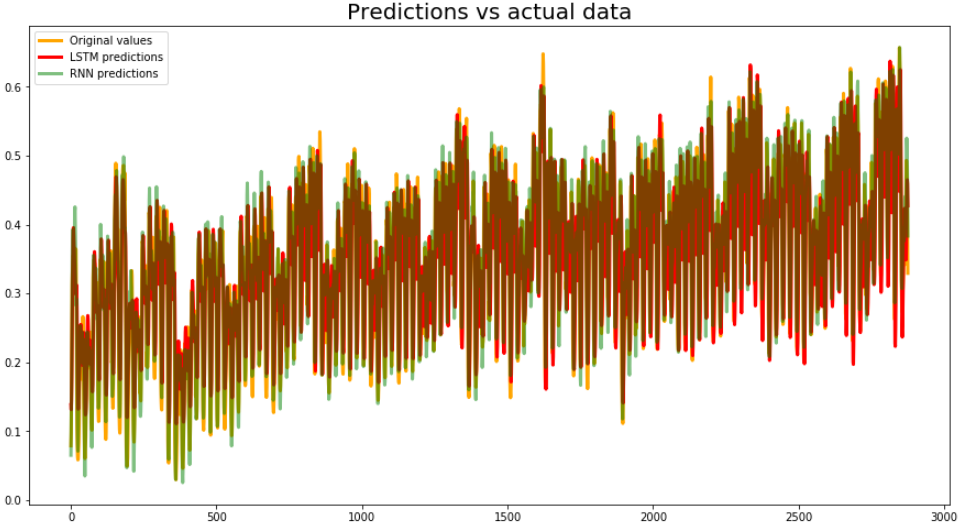 Predictions vs actual data
Original values
LSTM predictions
RNN predictions
0.6
0.5
0.4
0.3
0.2
0.1
0.0
0 500 1000 1500 2000 2500 3000